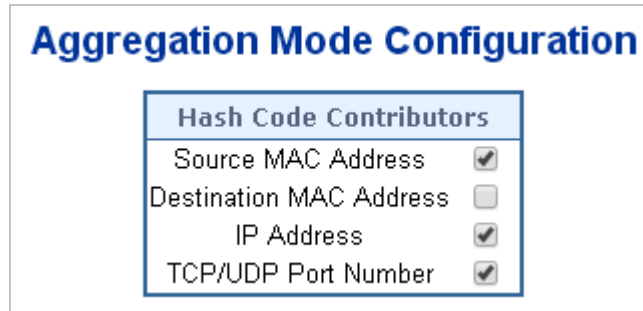 Aggregation Mode Configuration
Hash Code Contributors
Source MAC Address
Destination MAC Address
IP Address
TCP/UDP Port Number